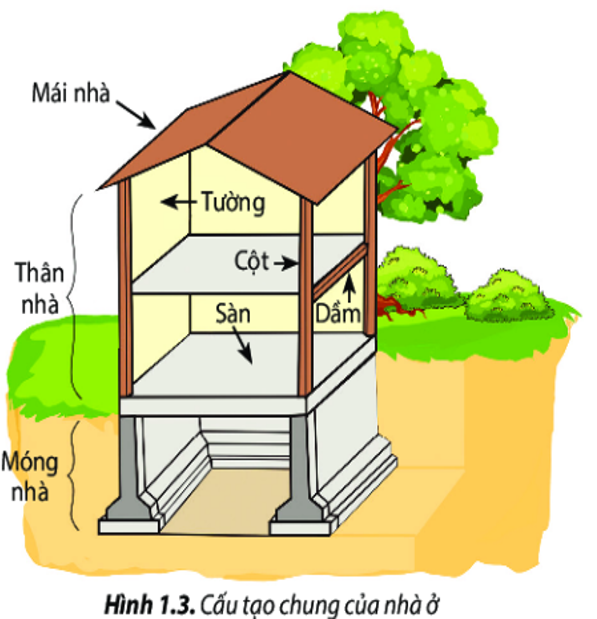 Mái nhà
Tường
Cột
Thân
nhà
Sàn
Dầm
Móng
nhà
Hình 1.3. Cấu tạo chung của nhà ở